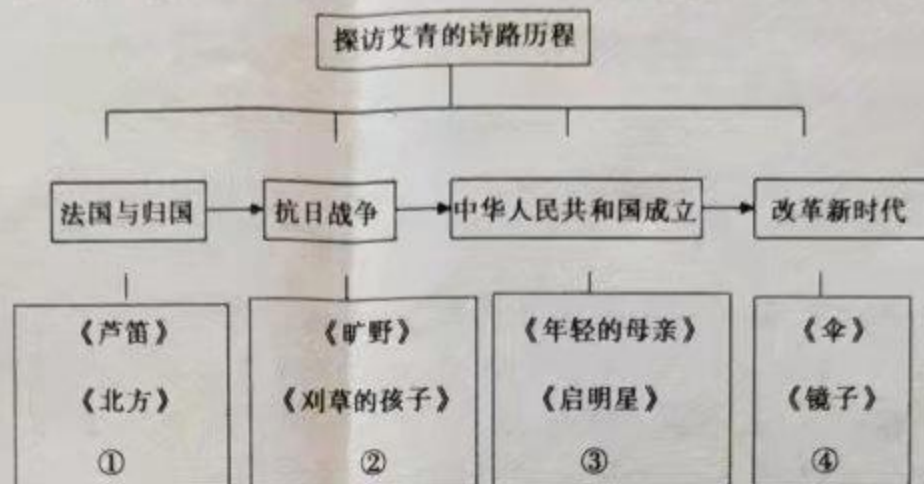 探访艾青的诗路历程
法国与归国
抗日战争
中华人民共和国成立
改革新时代
《芦笛》
《北方》
①
《旷野》
《刈草的孩子》
②
《年轻的母亲》
《启明星》
③
《伞》
《镜子》
④